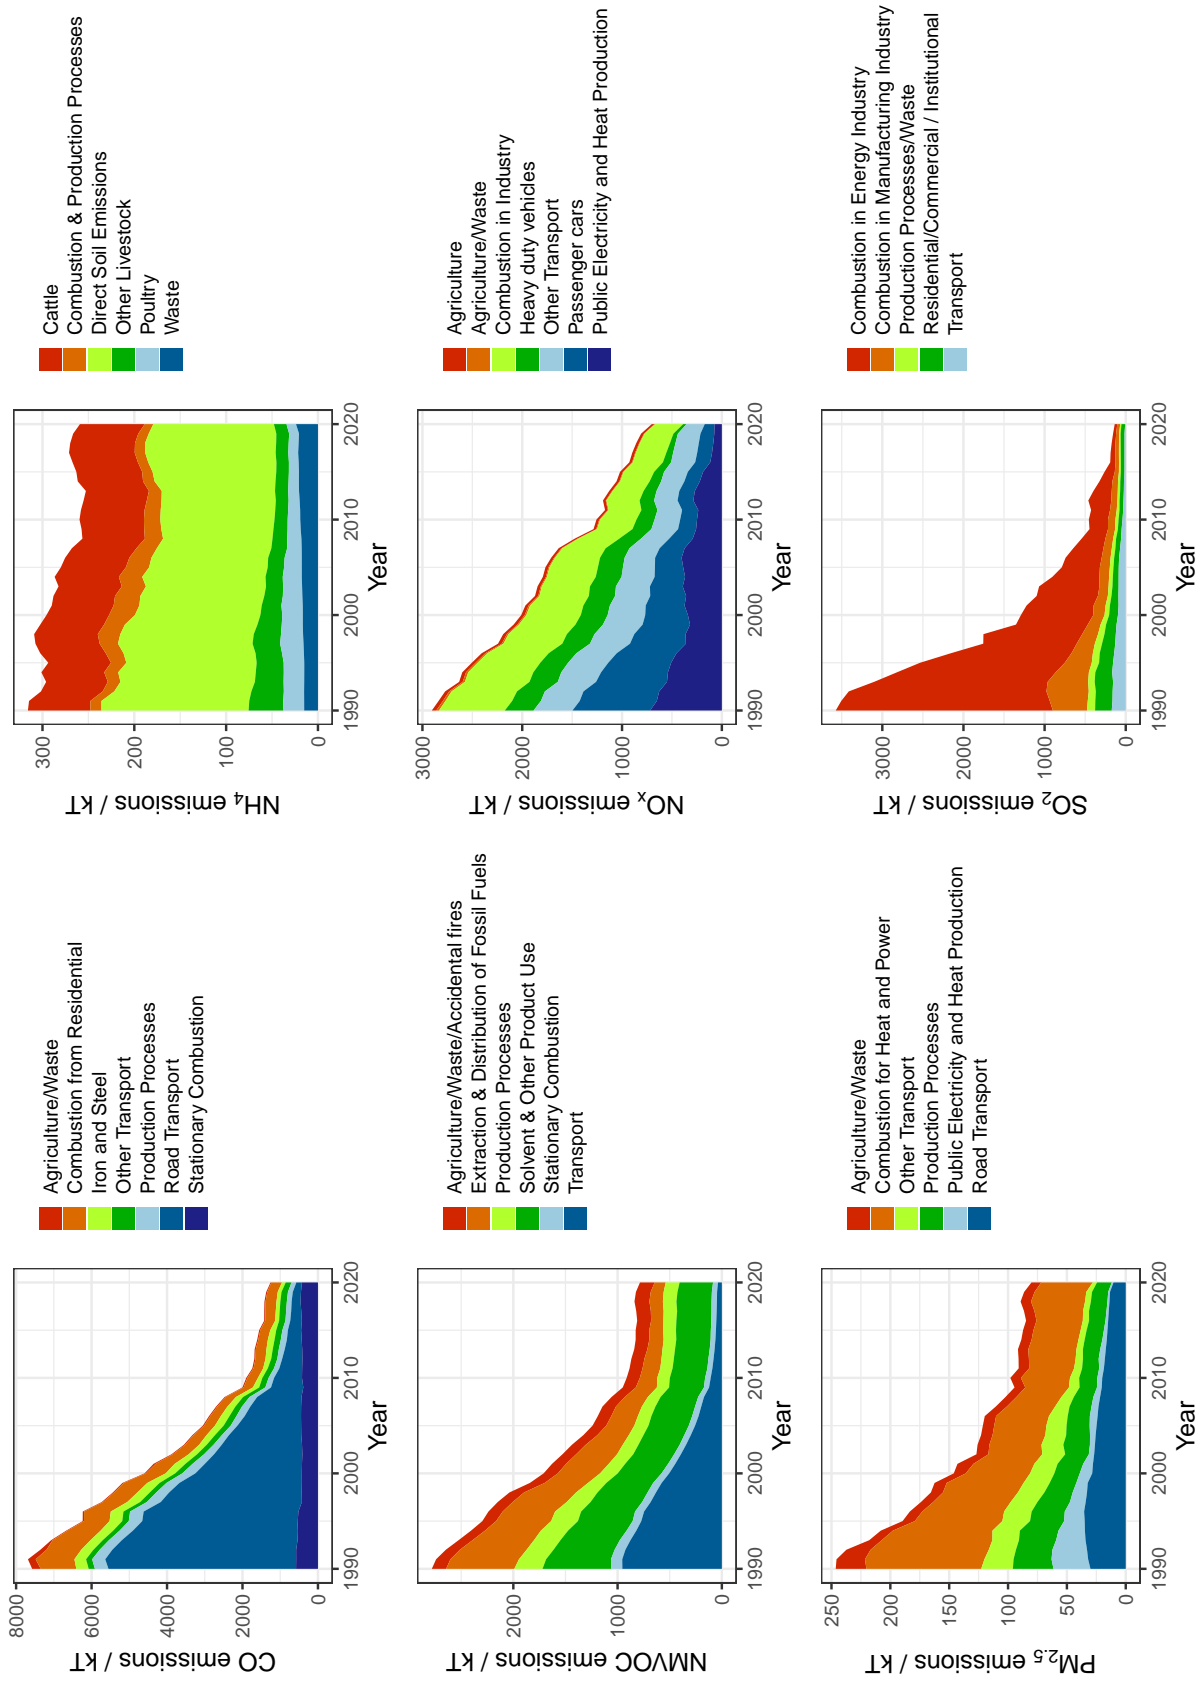 CO emissions / kT
8000
6000
4000
2000
0
1990 2000 2010 2020
Year
Agriculture/Waste
Combustion from Residential
Iron and Steel
Other Transport
Production Processes
Road Transport
Stationary Combustion
NH₄ emissions / kT
300
200
100
0
1990 2000 2010 2020
Year
Cattle
Combustion & Production Processes
Direct Soil Emissions
Other Livestock
Poultry
Waste
NMVOC emissions / kT
2000
1000
0
1990 2000 2010 2020
Year
Agriculture/Waste/Accidental fires
Extraction & Distribution of Fossil Fuels
Production Processes
Solvent & Other Product Use
Stationary Combustion
Transport
NOₓ emissions / kT
3000
2000
1000
0
1990 2000 2010 2020
Year
Agriculture
Agriculture/Waste
Combustion in Industry
Heavy duty vehicles
Other Transport
Passenger cars
Public Electricity and Heat Production
PM₂.₅ emissions / kT
250
200
150
100
50
0
1990 2000 2010 2020
Year
Agriculture/Waste
Combustion for Heat and Power
Other Transport
Production Processes
Public Electricity and Heat Production
Road Transport
SO₂ emissions / kT
3000
2000
1000
0
1990 2000 2010 2020
Year
Combustion in Energy Industry
Combustion in Manufacturing Industry
Production Processes/Waste
Residential/Commercial / Institutional
Transport